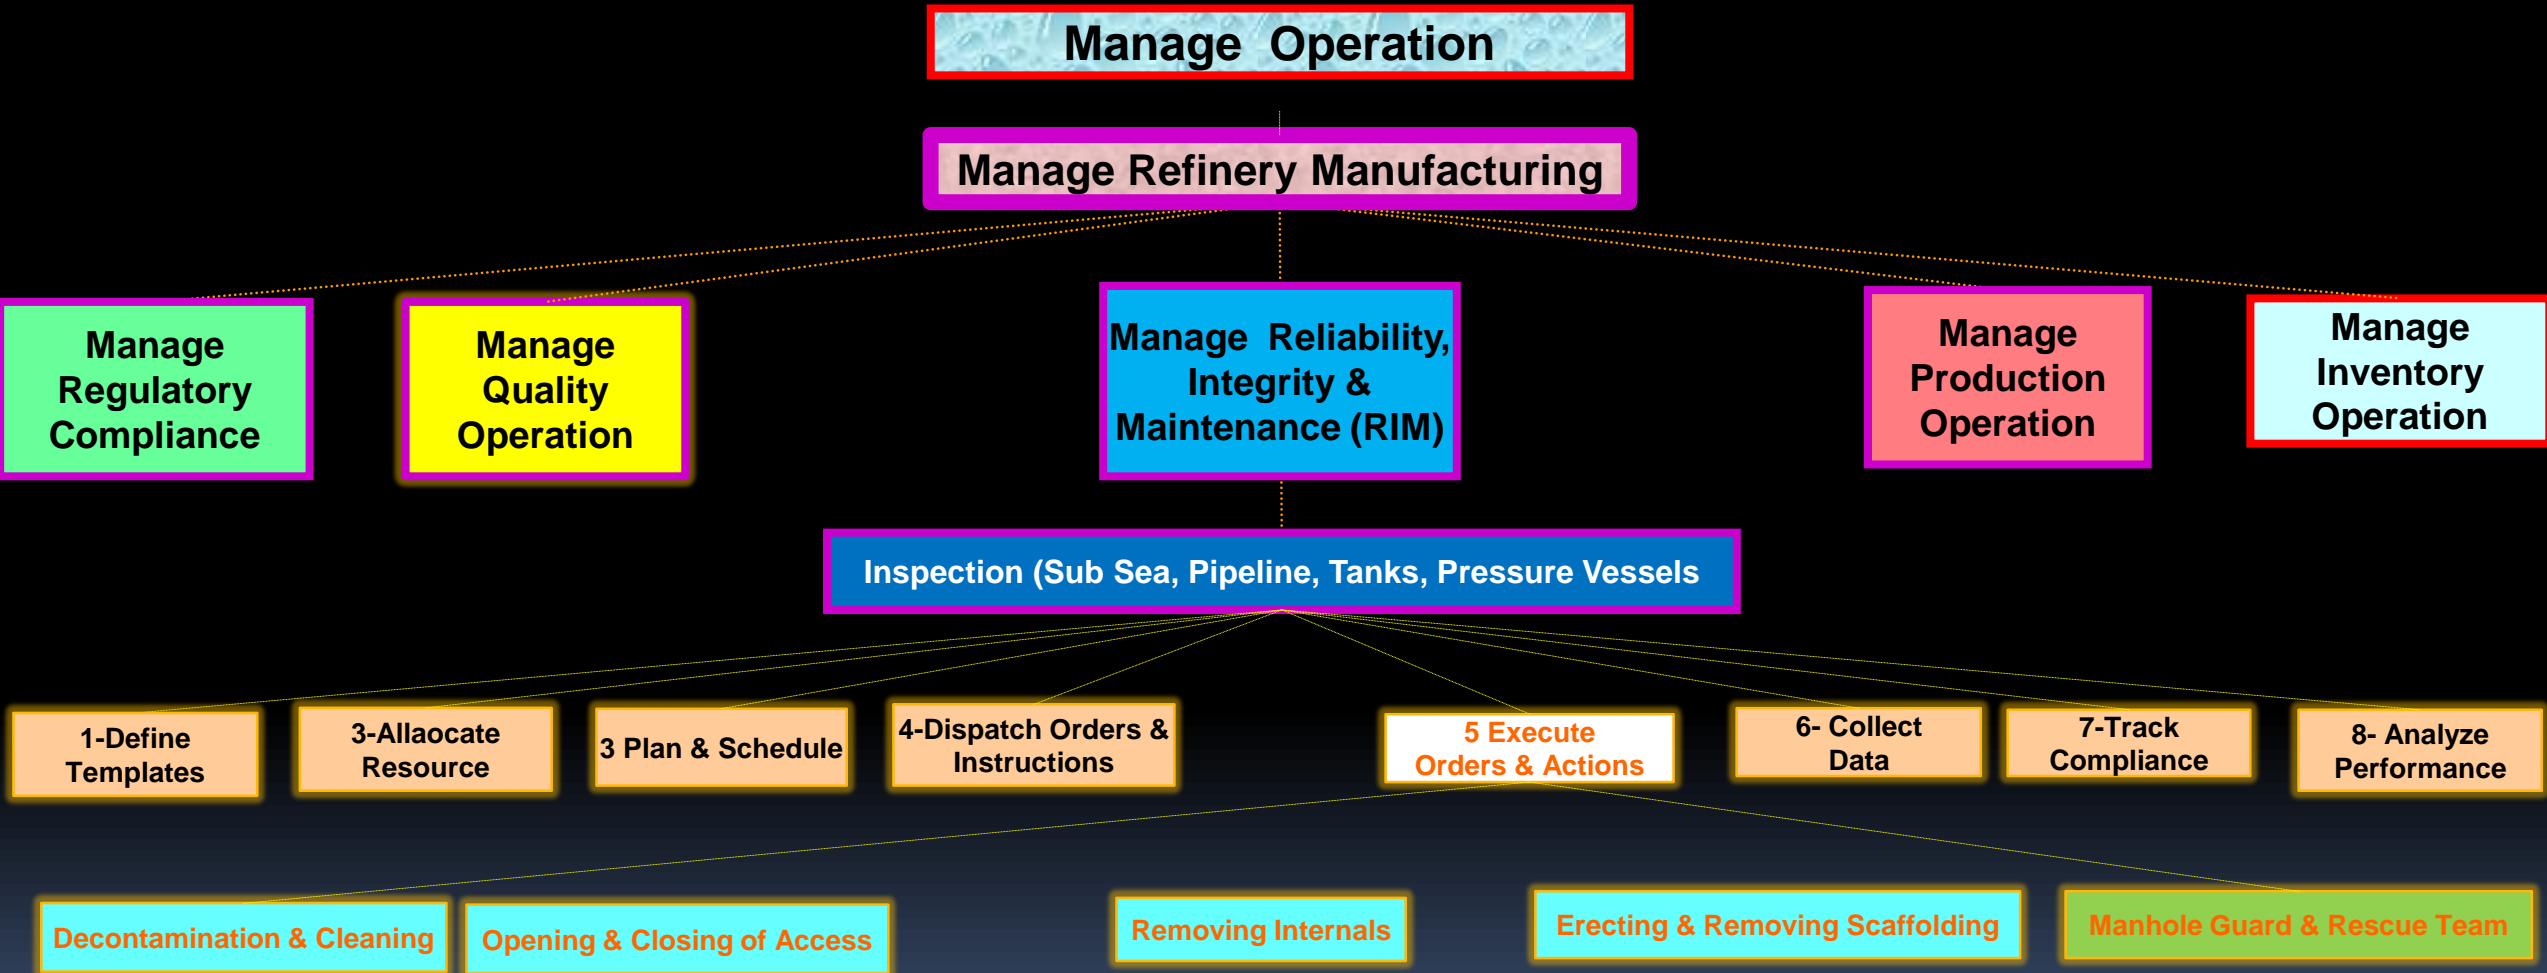 Manage Operation
Manage Refinery Manufacturing
Manage
Regulatory
Compliance
Manage
Quality
Operation
Manage Reliability,
Integrity &
Maintenance (RIM)
Manage
Production
Operation
Manage
Inventory
Operation
Inspection (Sub Sea, Pipeline, Tanks, Pressure Vessels
1-Define
Templates
3-Allaocate
Resource
3 Plan & Schedule
4-Dispatch Orders &
Instructions
5 Execute
Orders & Actions
6- Collect
Data
7-Track
Compliance
8- Analyze
Performance
Decontamination & Cleaning
Opening & Closing of Access
Removing Internals
Erecting & Removing Scaffolding
Manhole Guard & Rescue Team